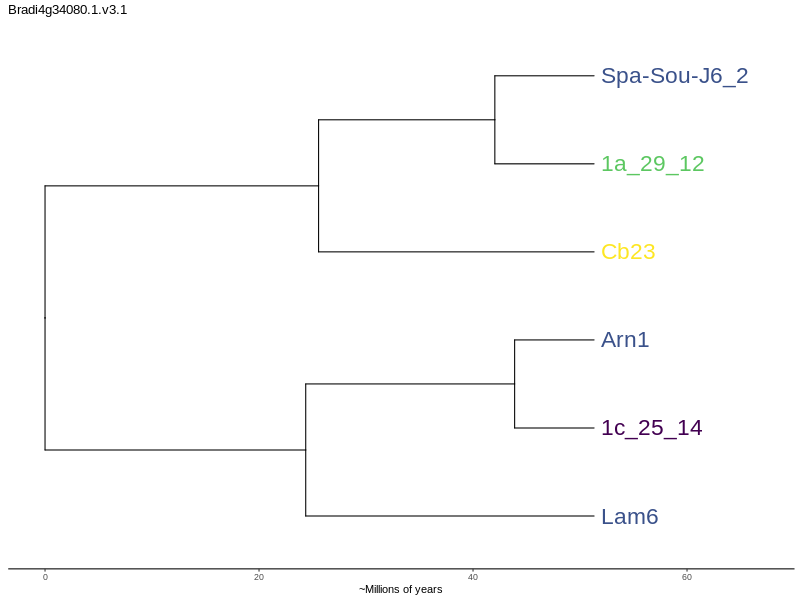 Bradi4g34080.1.v3.1
Spa-Sou-J6_2
1a_29_12
Cb23
Arn1
1c_25_14
Lam6
0 20 40 60
~Millions of years